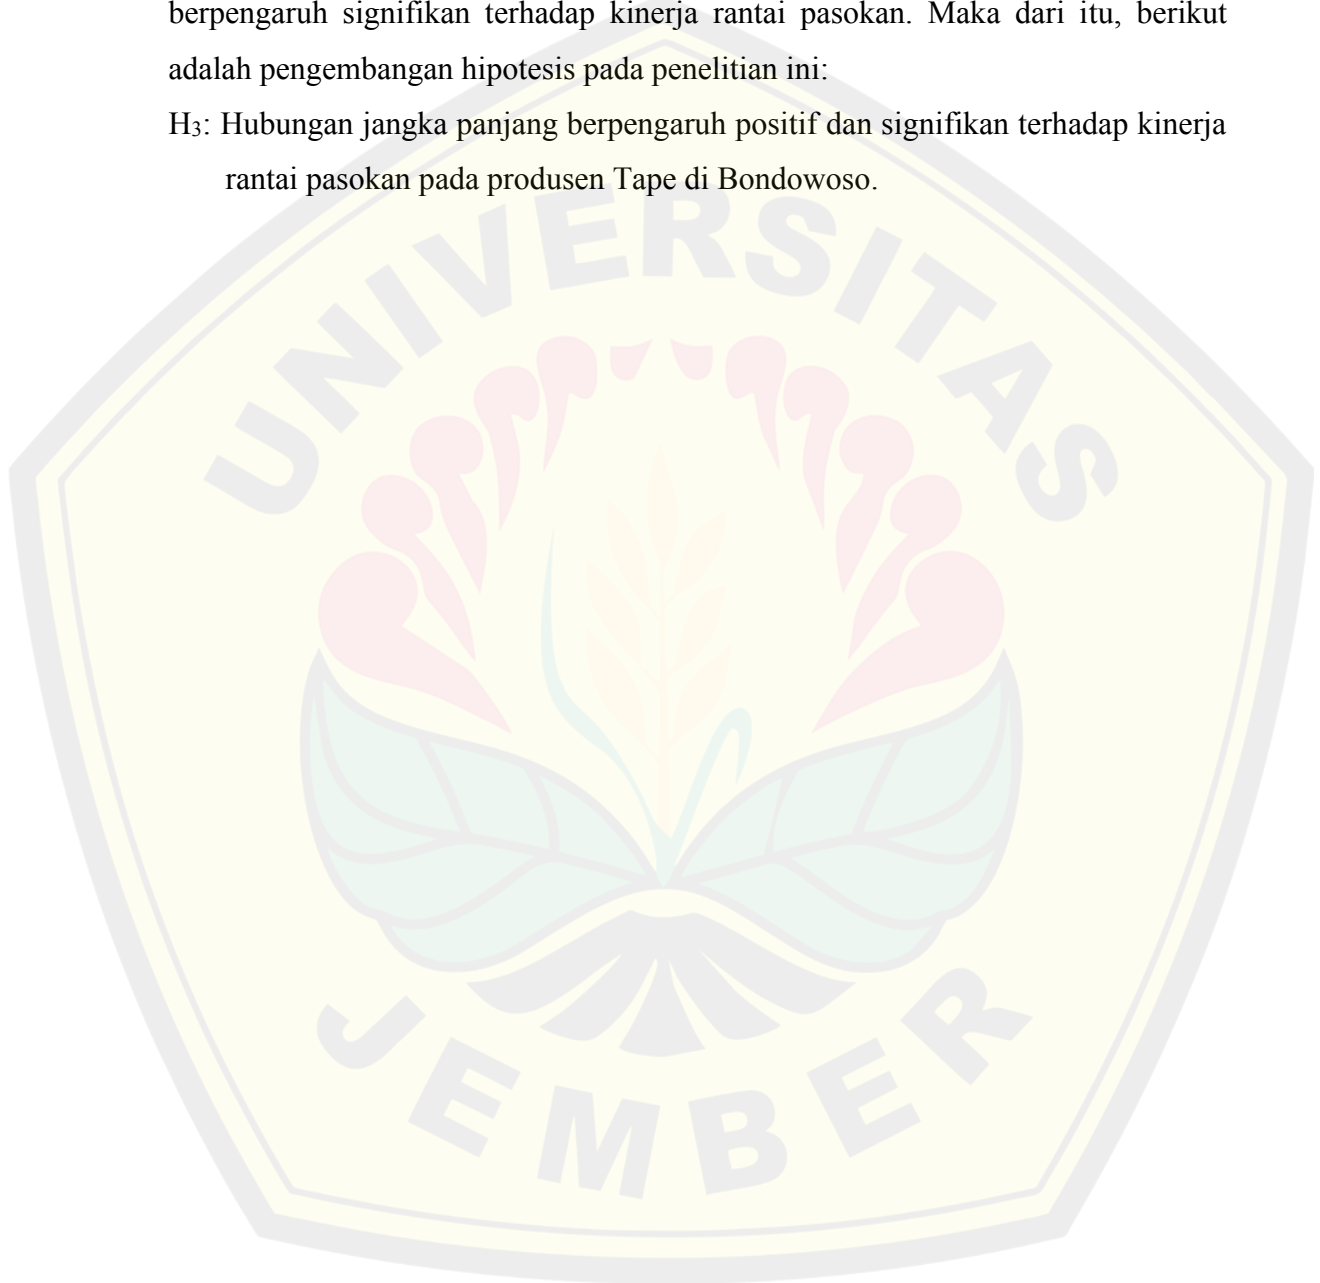 berpengaruh signifikan terhadap kinerja rantai pasokan. Maka dari itu, berikut
adalah pengembangan hipotesis pada penelitian ini:
H₃: Hubungan jangka panjang berpengaruh positif dan signifikan terhadap kinerja
rantai pasokan pada produsen Tape di Bondowoso.
UNIVERSITAS
JEMBER